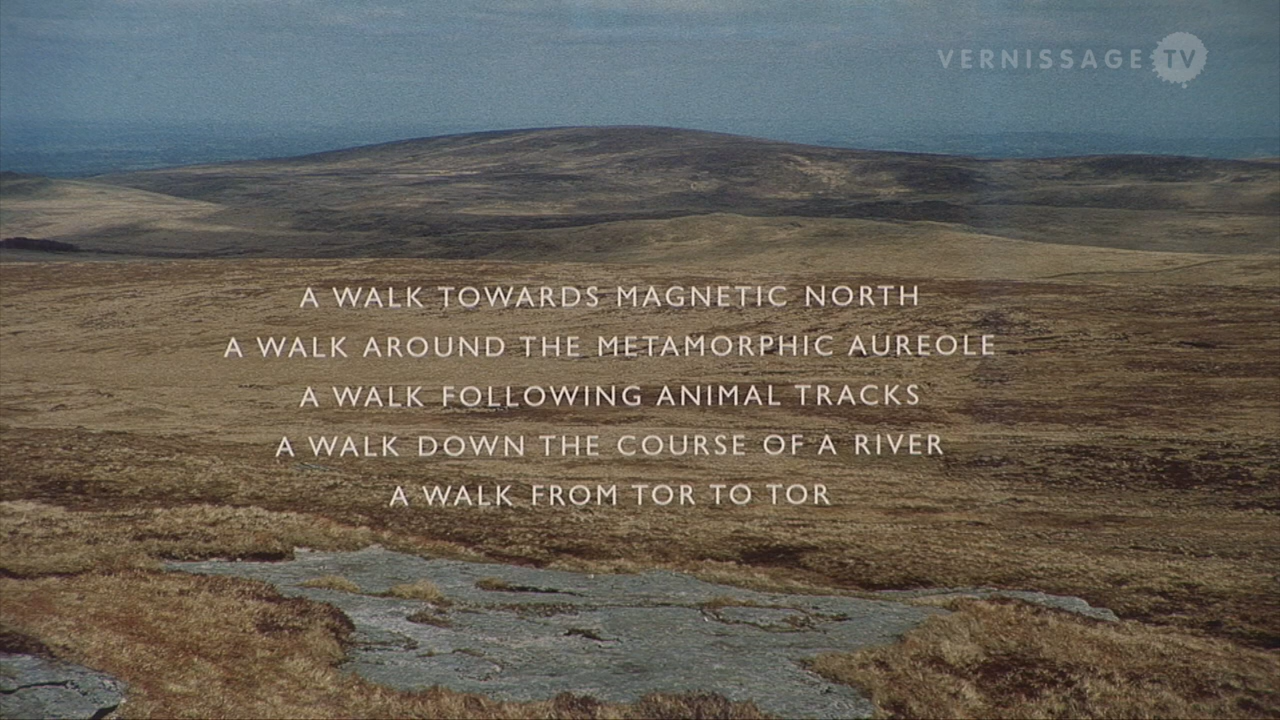 VERNISSAGE TV
A WALK TOWARDS MAGNETIC NORTH
A WALK AROUND THE METAMORPHIC AUREOLE
A WALK FOLLOWING ANIMAL TRACKS
A WALK DOWN THE COURSE OF A RIVER
A WALK FROM TOR TO TOR